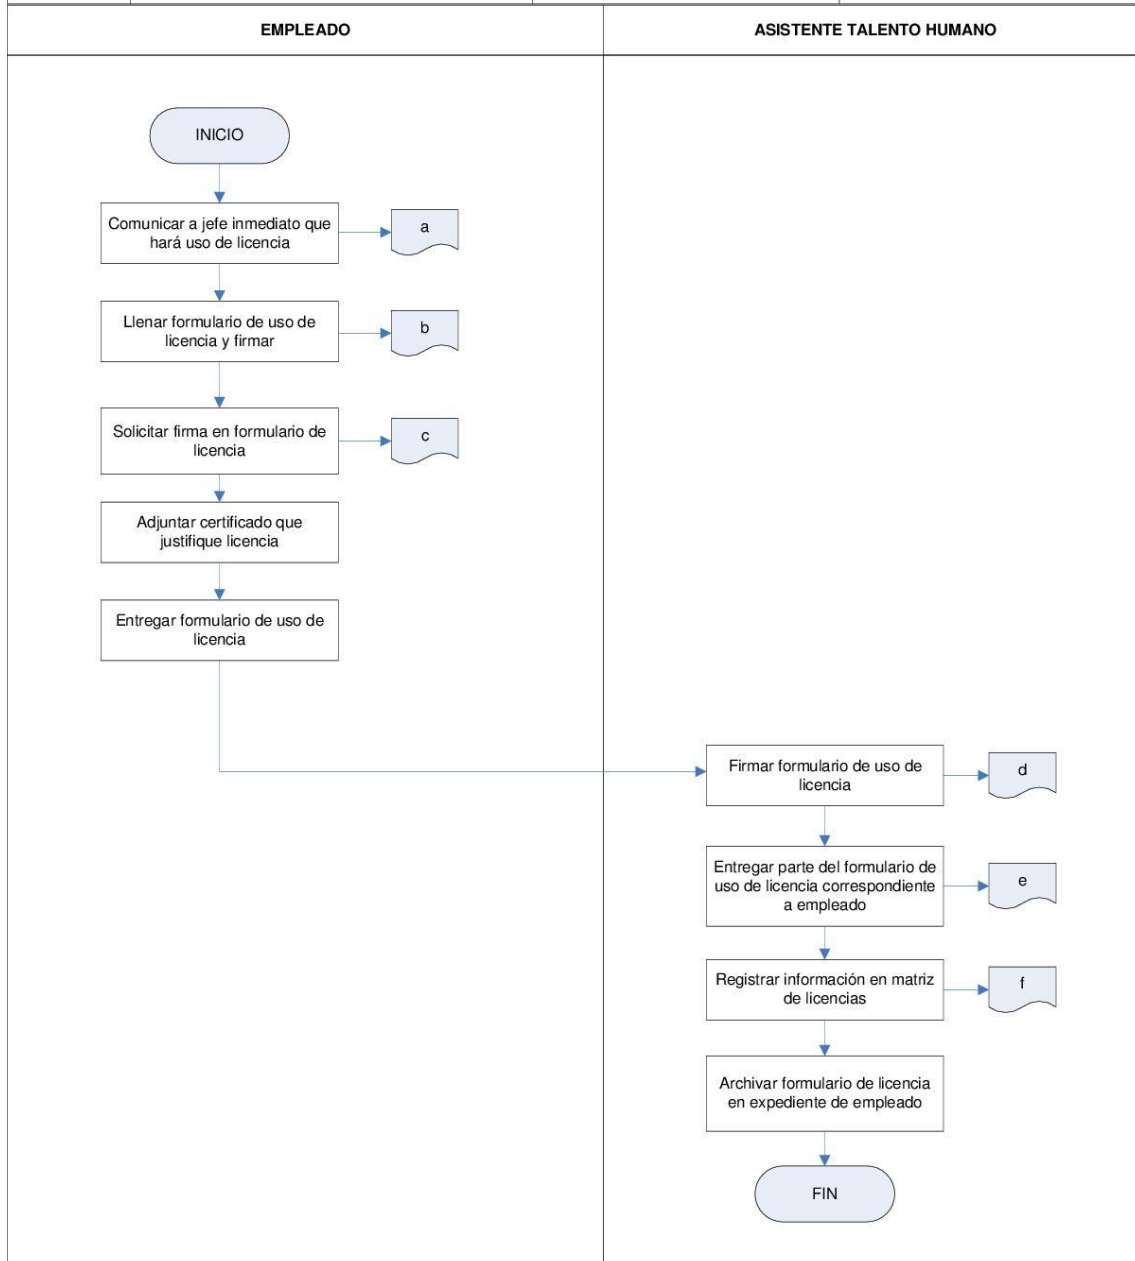 EMPLEADO
ASISTENTE TALENTO HUMANO
INICIO
Comunicar a jefe inmediato que
hará uso de licencia
a
Llenar formulario de uso de
licencia y firmar
b
Solicitar firma en formulario de
licencia
c
Adjuntar certificado que
justifique licencia
Entregar formulario de uso de
licencia
Firmar formulario de uso de
licencia
d
Entregar parte del formulario de
uso de licencia correspondiente
a empleado
e
Registrar información en matriz
de licencias
f
Archivar formulario de licencia
en expediente de empleado
FIN